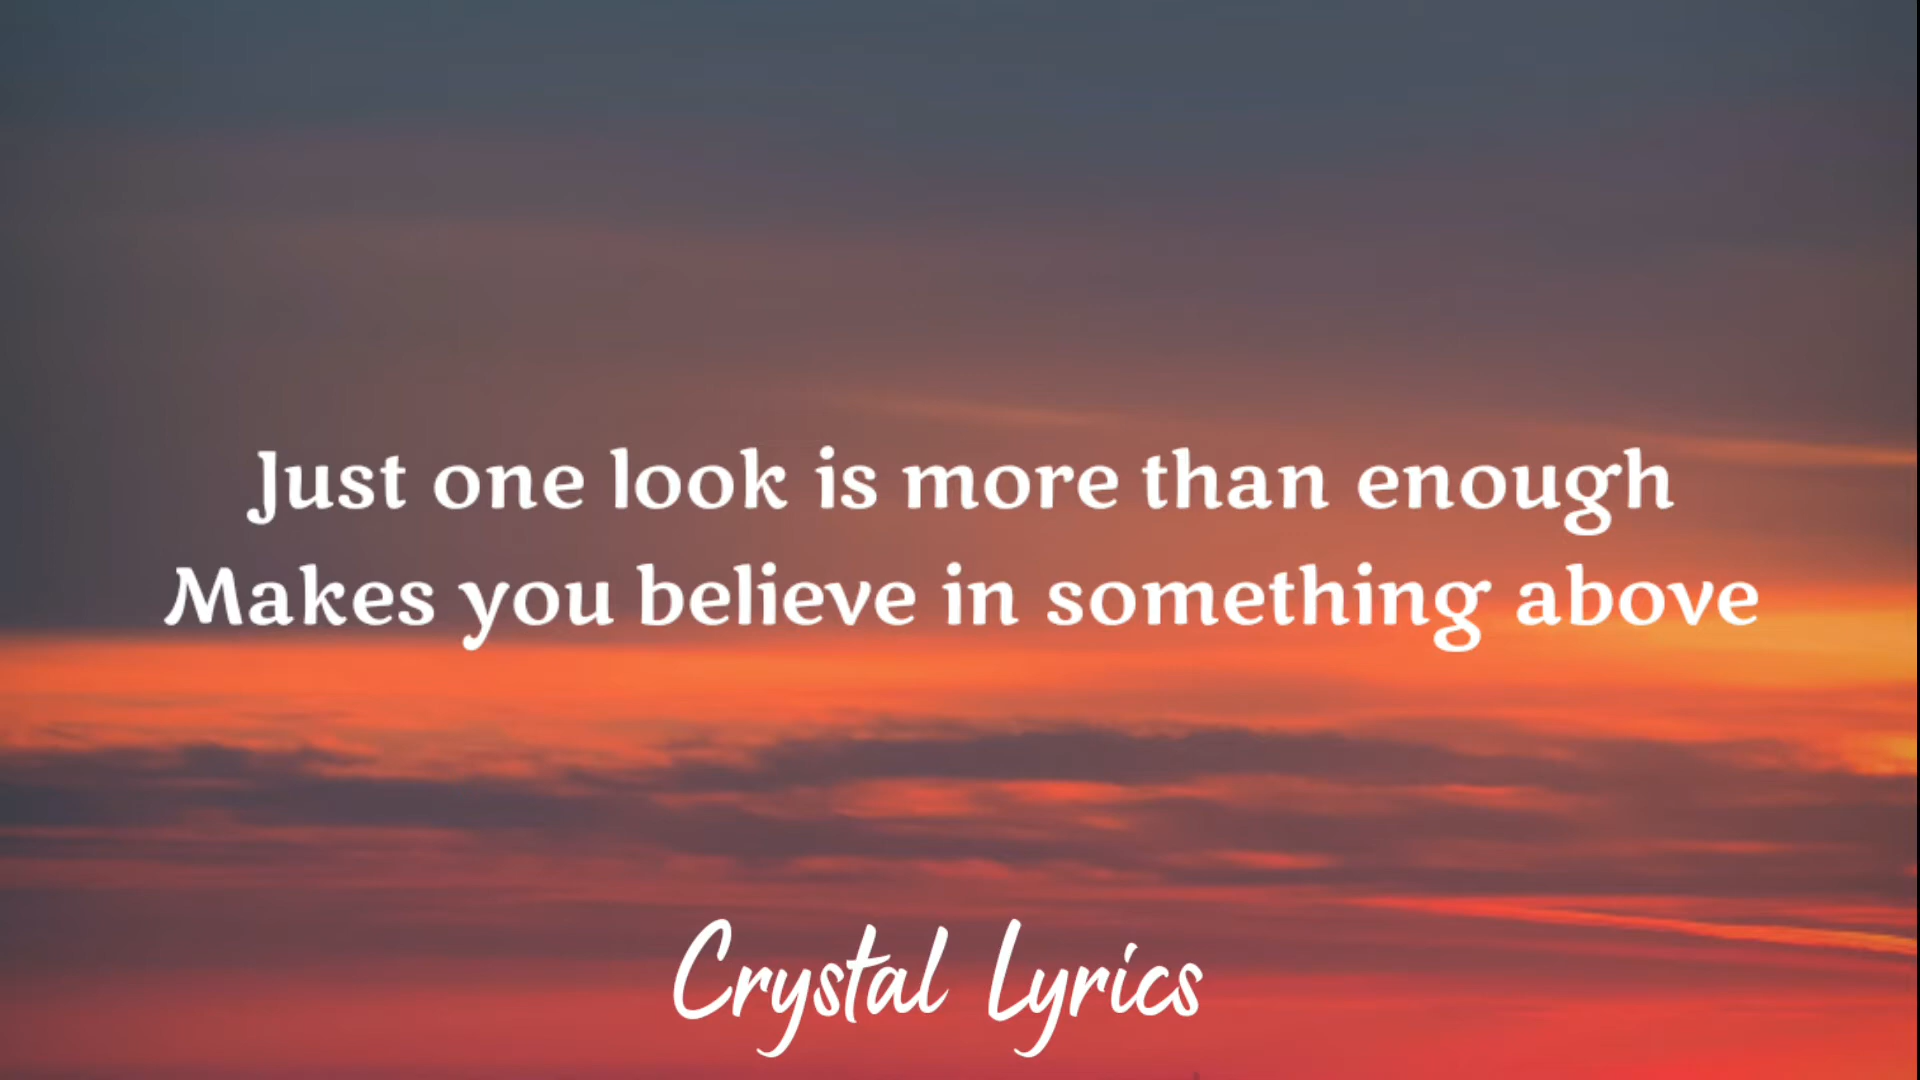 Just one look is more than enough
Makes you believe in something above
Crystal Lyrics